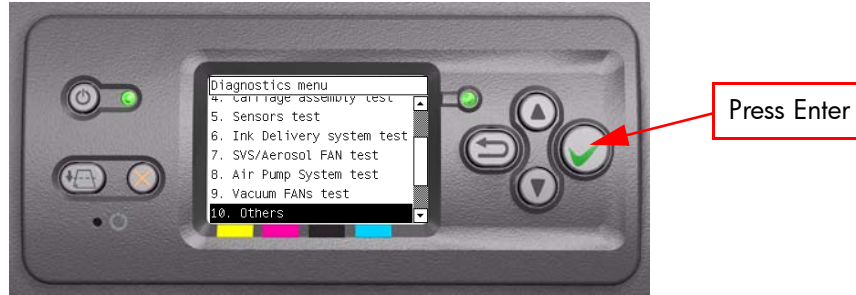 Diagnostics menu
4. Carriage assembly test
5. Sensors test
6. Ink Delivery system test
7. SVS/Aerosol FAN test
8. Air Pump System test
9. Vacuum FANs test
10. Others
Press Enter